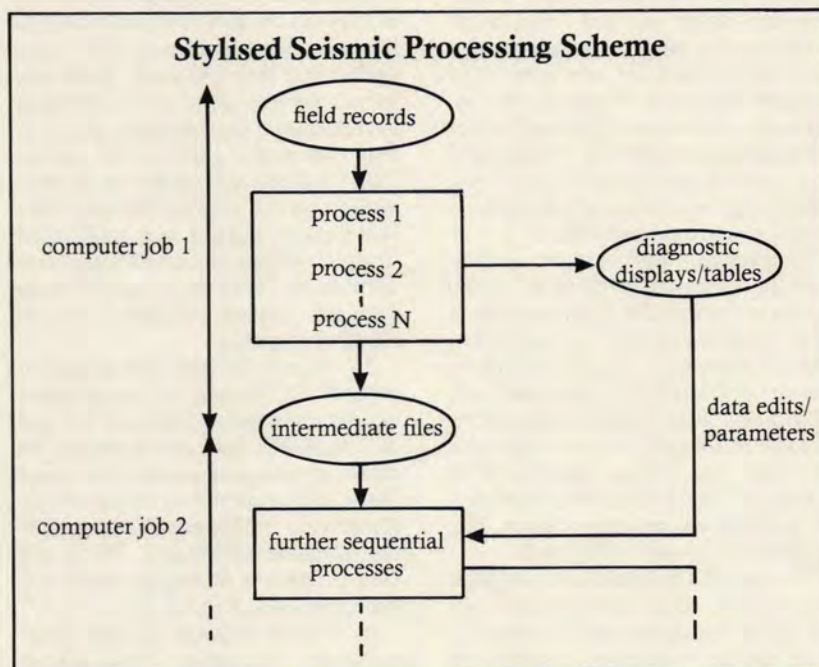 Stylised Seismic Processing Scheme
field records
process 1
process 2
process N
computer job 1
diagnostic
displays/tables
intermediate files
data edits/
parameters
computer job 2
further sequential
processes